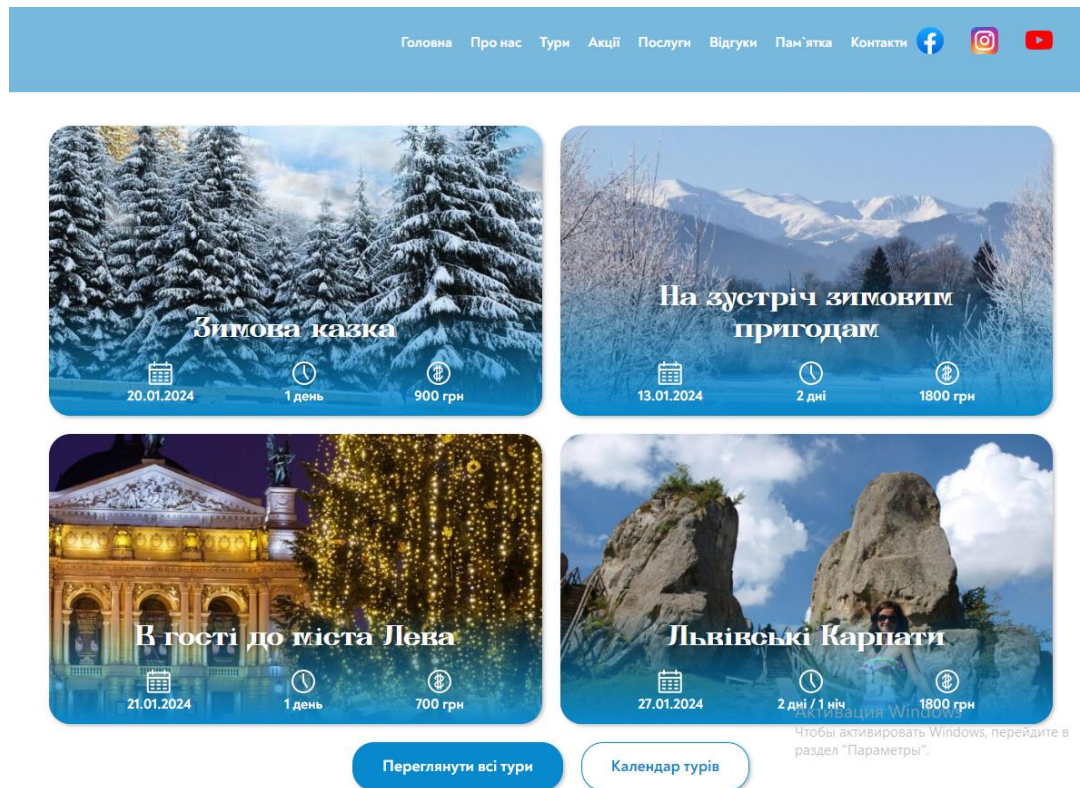 Головна Про нас Тури Акції Послуги Відгуки Пам`ятка Контакти
Зимова казка
20.01.2024 1 день 900 грн
На зустріч зимовим
пригодам
13.01.2024 2 дні 1800 грн
В гості до міста Лева
21.01.2024 1 день 700 грн
Львівські Карпати
27.01.2024 2 дні / 1 ніч 1800 грн
Активация Windows
Чтобы активировать Windows, перейдите в
раздел "Параметры".
Переглянути всі тури
Календар турів